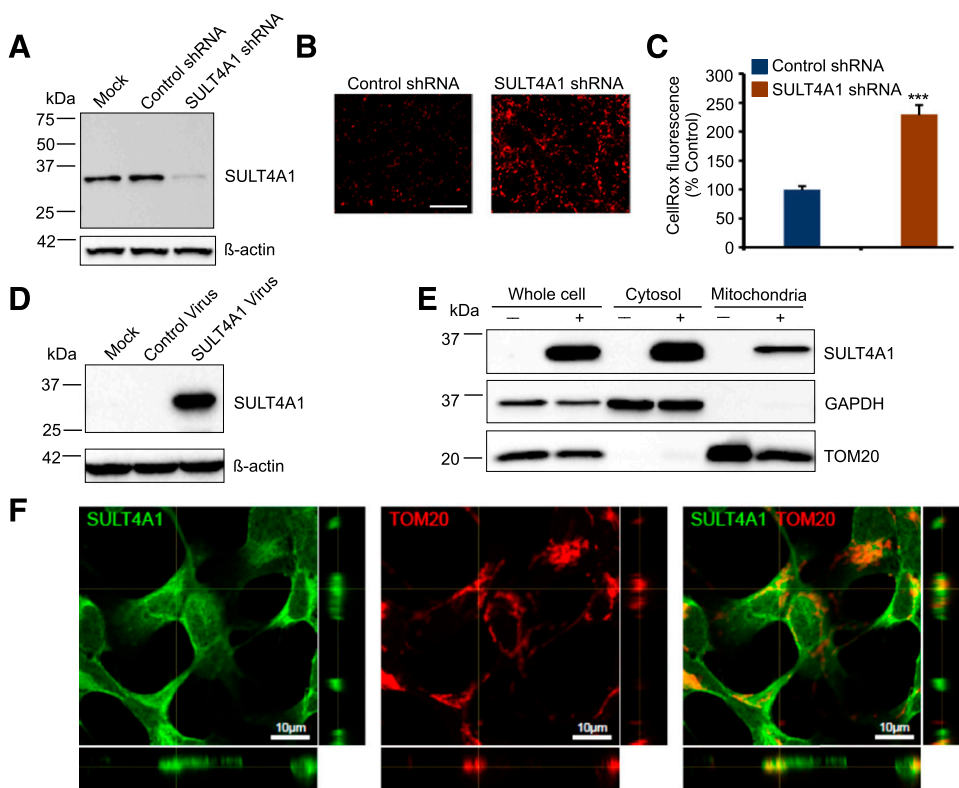 A
Mock
Control shRNA
SULT4A1 shRNA
kDa
75
50
37
25
SULT4A1
42
ß-actin
B
Control shRNA
SULT4A1 shRNA
C
Control shRNA
SULT4A1 shRNA
CellRox fluorescence
(% Control)
300
250
200
150
100
50
0
***
D
Mock
Control Virus
SULT4A1 Virus
kDa
37
25
SULT4A1
42
ß-actin
E
Whole cell Cytosol Mitochondria
kDa
— + — + — +
37
SULT4A1
37
GAPDH
20
TOM20
F
SULT4A1
10µm
TOM20
10µm
SULT4A1 TOM20
10µm